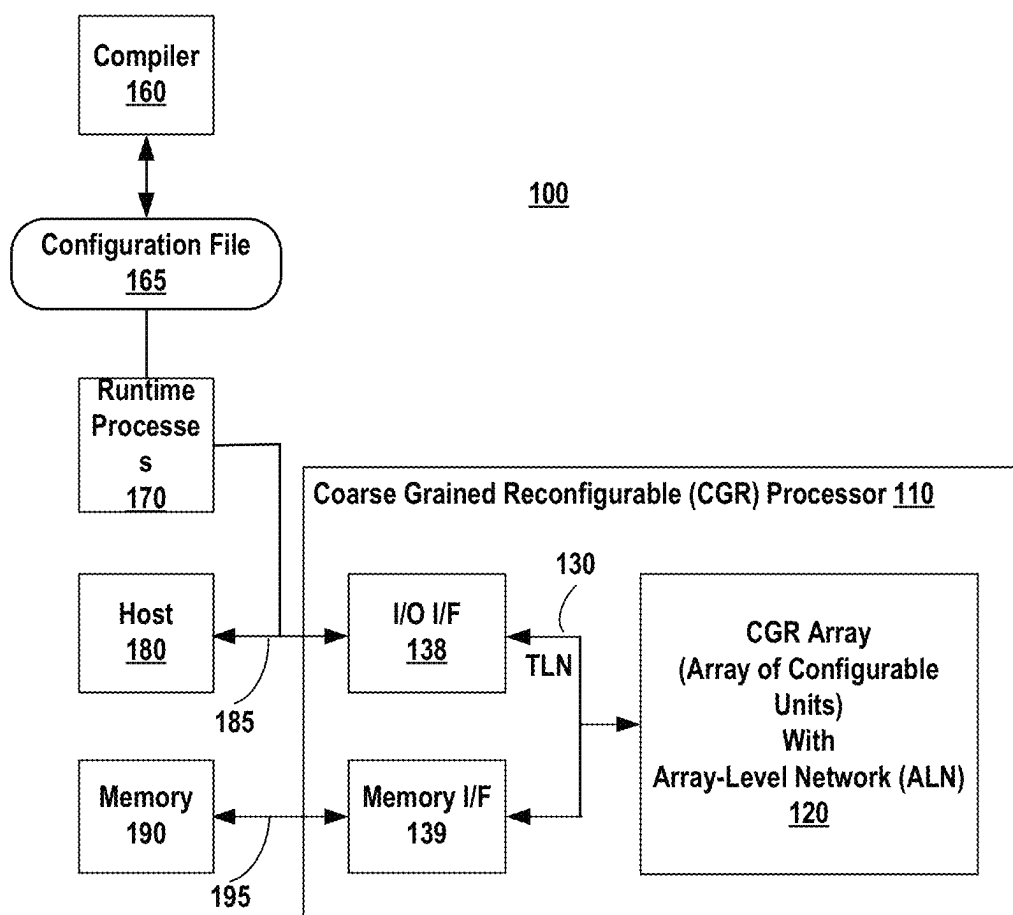 Compiler
160
100
Configuration File
165
Runtime
Processe
s
170
Coarse Grained Reconfigurable (CGR) Processor 110
130
Host
180
I/O I/F
138
TLN
CGR Array
(Array of Configurable
Units)
With
Array-Level Network (ALN)
120
185
Memory
190
Memory I/F
139
195